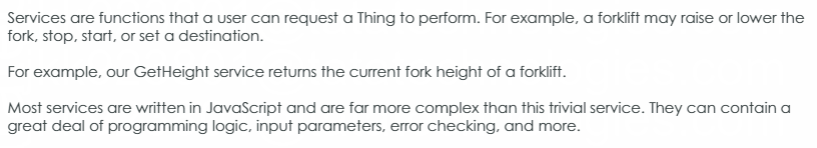 Services are functions that a user can request a Thing to perform. For example, a forklift may raise or lower the
fork, stop, start, or set a destination.
For example, our GetHeight service returns the current fork height of a forklift.
Most services are written in JavaScript and are far more complex than this trivial service. They can contain a
great deal of programming logic, input parameters, error checking, and more.